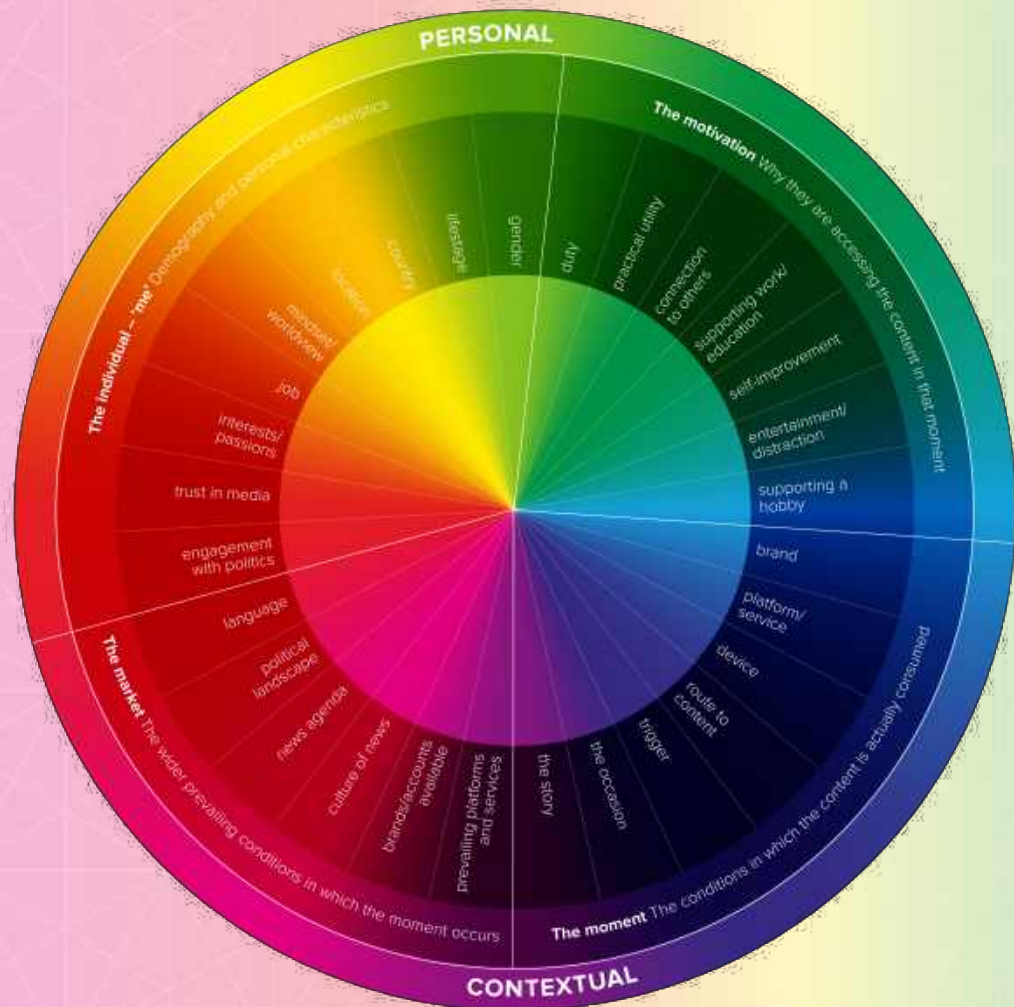 PERSONAL
The individual – 'me' Demography and personal characteristics
The motivation Why they are accessing the content in that moment
gender
lifestage
country
location
mindset/
worldview
job
interests/
passions
trust in media
engagement
with politics
duty
practical utility
connection
to others
supporting work/
education
self-improvement
entertainment/
distraction
supporting a
hobby
brand
platform/
service
device
route to
content
trigger
the occasion
the story
language
political
landscape
news agenda
culture of news
brands/accounts
available
prevailing platforms
and services
The market The wider prevailing conditions in which the moment occurs
The moment The conditions in which the content is actually consumed
CONTEXTUAL